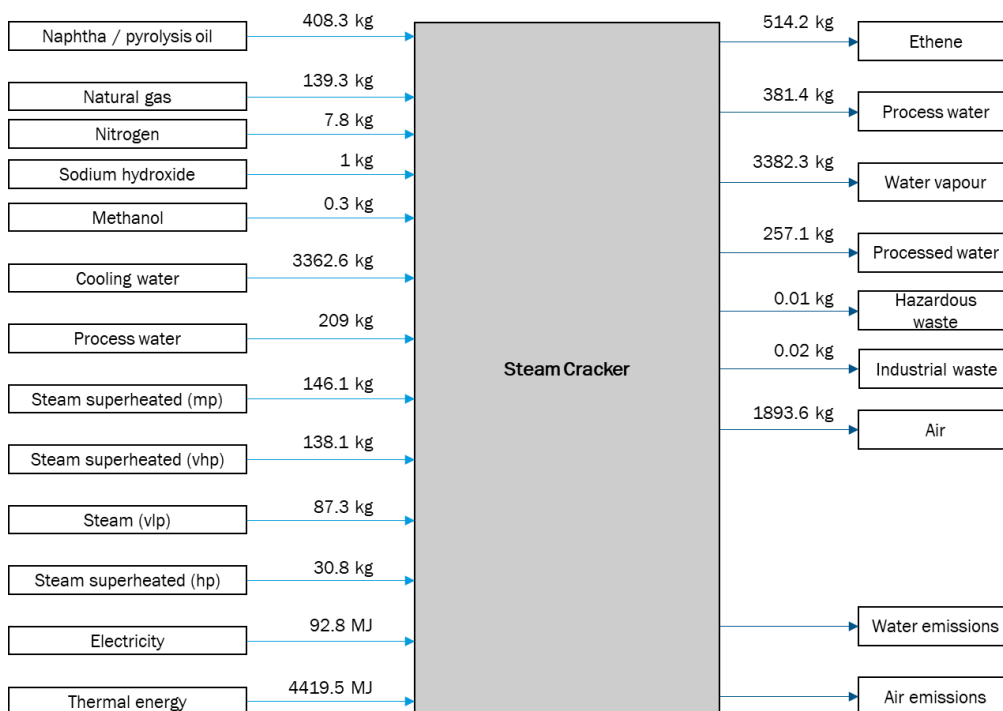 408.3 kg
Naphtha / pyrolysis oil
139.3 kg
Natural gas
7.8 kg
Nitrogen
1 kg
Sodium hydroxide
0.3 kg
Methanol
3362.6 kg
Cooling water
209 kg
Process water
146.1 kg
Steam superheated (mp)
138.1 kg
Steam superheated (vhp)
87.3 kg
Steam (vlp)
30.8 kg
Steam superheated (hp)
92.8 MJ
Electricity
4419.5 MJ
Thermal energy
Steam Cracker
514.2 kg
Ethene
381.4 kg
Process water
3382.3 kg
Water vapour
257.1 kg
Processed water
0.01 kg
Hazardous
waste
0.02 kg
Industrial waste
1893.6 kg
Air
Water emissions
Air emissions